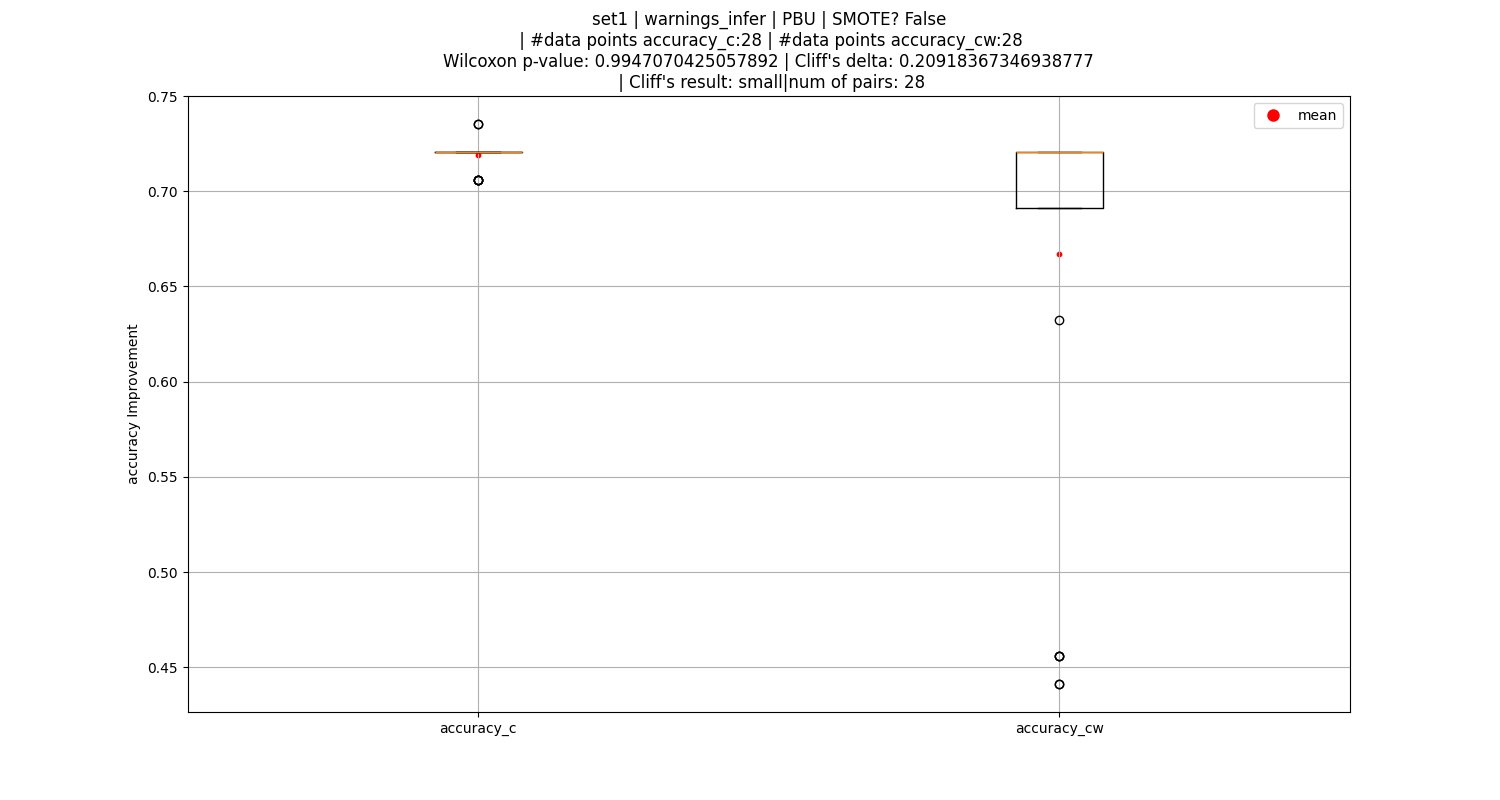 set1 | warnings_infer | PBU | SMOTE? False
| #data points accuracy_c:28 | #data points accuracy_cw:28
Wilcoxon p-value: 0.9947070425057892 | Cliff's delta: 0.20918367346938777
| Cliff's result: small|num of pairs: 28
mean
0.75
0.70
0.65
0.60
0.55
0.50
0.45
accuracy Improvement
accuracy_c
accuracy_cw